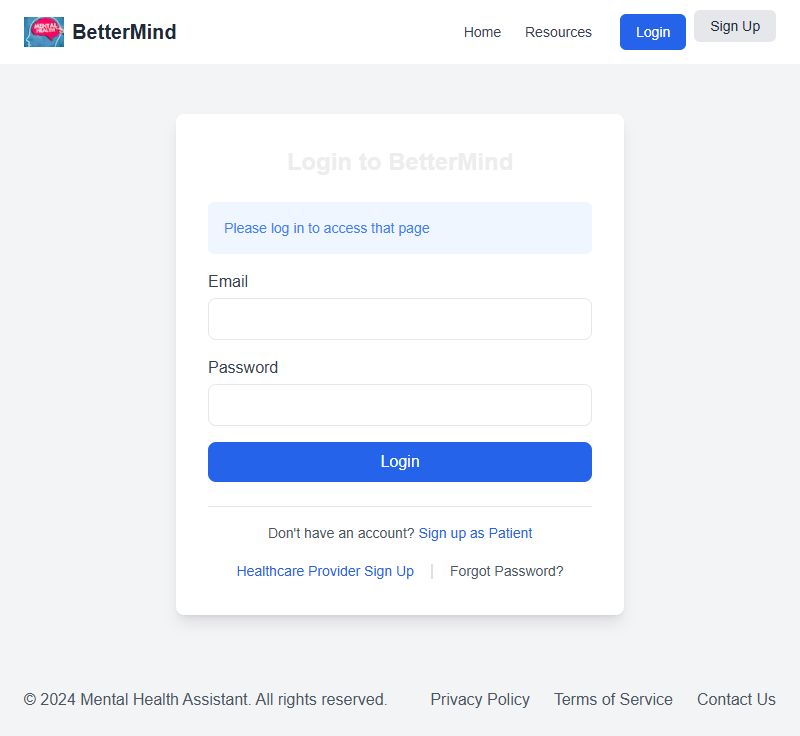 MENTAL HEALTH BetterMind Home Resources Login Sign Up
Login to BetterMind
Please log in to access that page
Email
Password
Login
Don't have an account? Sign up as Patient
Healthcare Provider Sign Up | Forgot Password?
© 2024 Mental Health Assistant. All rights reserved. Privacy Policy Terms of Service Contact Us